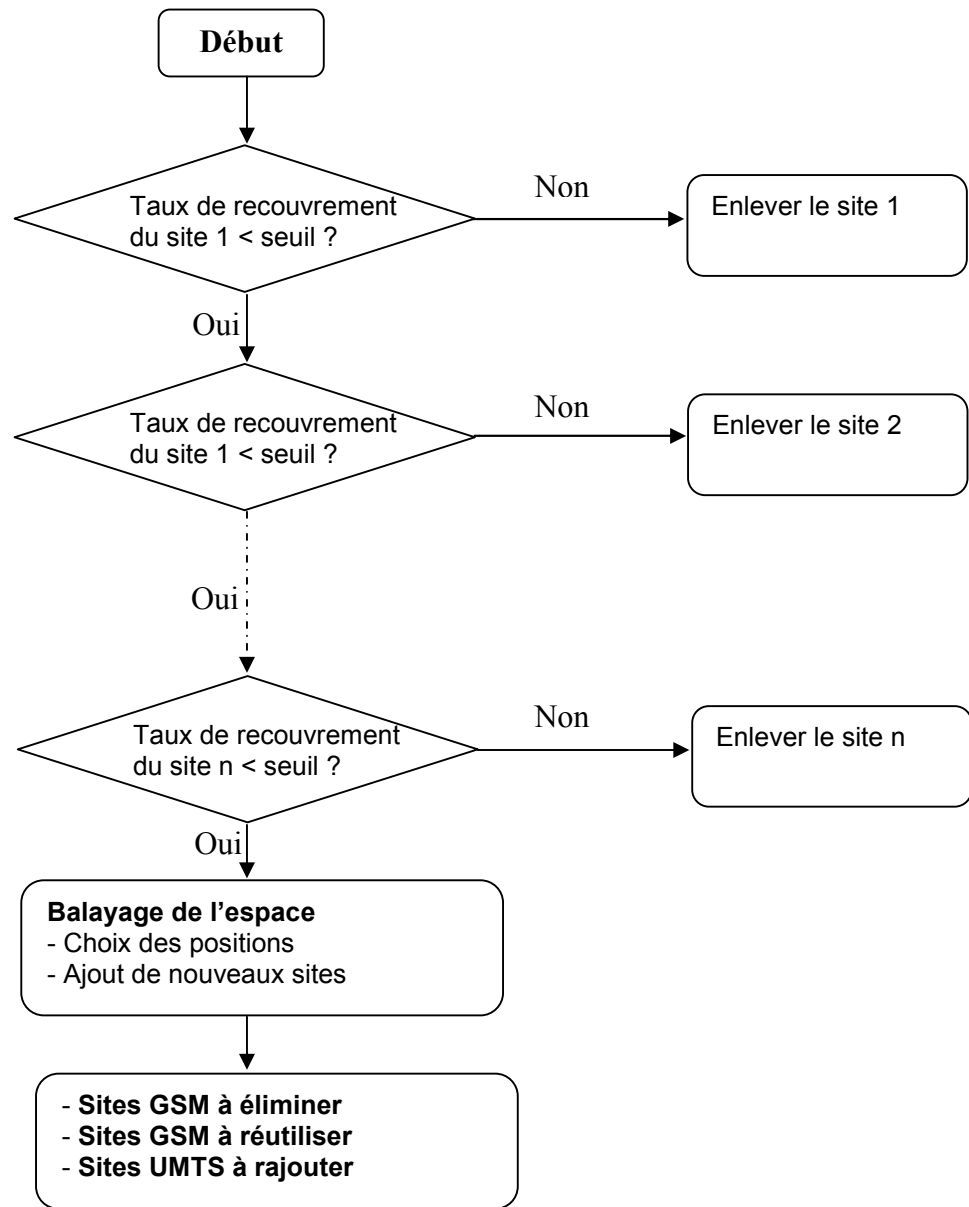 Début
Taux de recouvrement
du site 1 < seuil ?
Non
Enlever le site 1
Oui
Taux de recouvrement
du site 1 < seuil ?
Non
Enlever le site 2
Oui
Taux de recouvrement
du site n < seuil ?
Non
Enlever le site n
Oui
Balayage de l’espace
- Choix des positions
- Ajout de nouveaux sites
- Sites GSM à éliminer
- Sites GSM à réutiliser
- Sites UMTS à rajouter